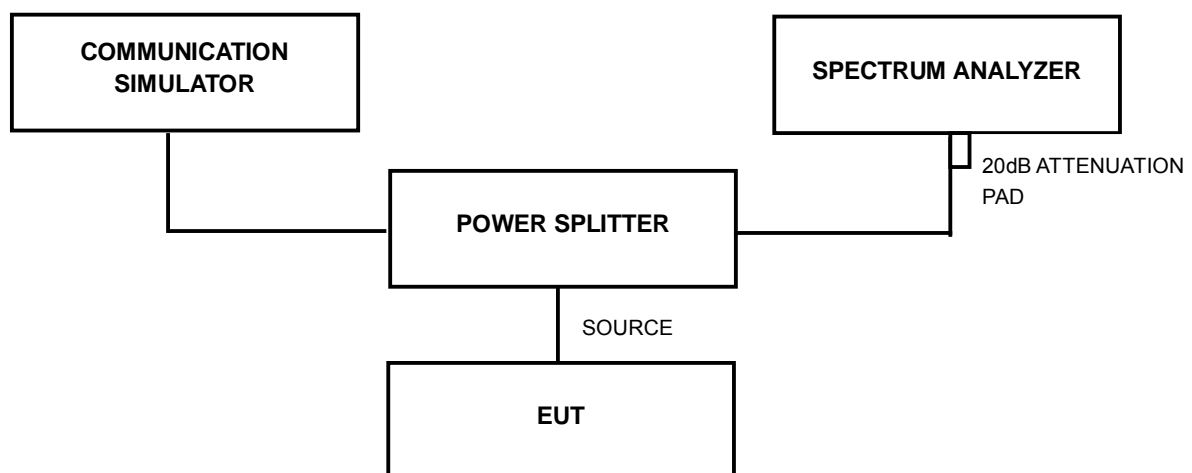 COMMUNICATION
SIMULATOR
SPECTRUM ANALYZER
20dB ATTENUATION
PAD
POWER SPLITTER
SOURCE
EUT